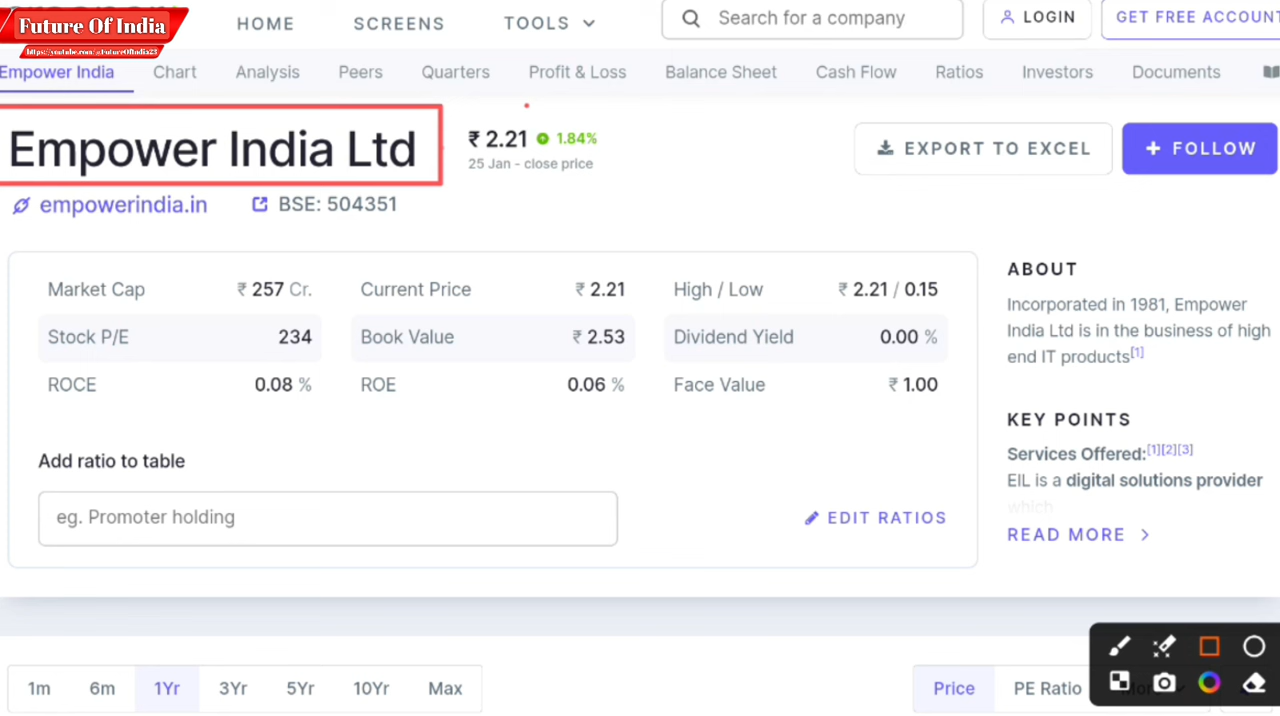 Future Of India
HOME SCREENS TOOLS Search for a company LOGIN GET FREE ACCOUNT
Empower India Chart Analysis Peers Quarters Profit & Loss Balance Sheet Cash Flow Ratios Investors Documents
Empower India Ltd
₹ 2.21 1.84%
25 Jan - close price
EXPORT TO EXCEL + FOLLOW
empowerindia.in BSE: 504351
Market Cap ₹ 257 Cr. Current Price ₹ 2.21 High / Low ₹ 2.21 / 0.15
Stock P/E 234 Book Value ₹ 2.53 Dividend Yield 0.00 %
ROCE 0.08 % ROE 0.06 % Face Value ₹ 1.00
Add ratio to table
eg. Promoter holding
EDIT RATIOS
ABOUT
Incorporated in 1981, Empower
India Ltd is in the business of high
end IT products[1]
KEY POINTS
Services Offered:[1][2][3]
EIL is a digital solutions provider
which
READ MORE
1m 6m 1Yr 3Yr 5Yr 10Yr Max Price PE Ratio